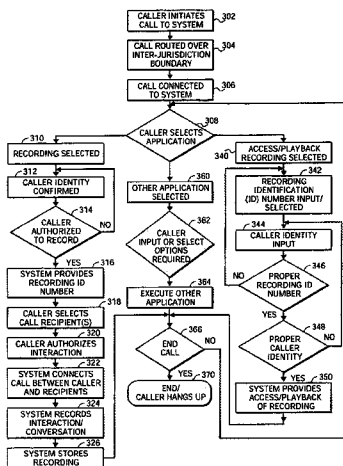 CALLER INITIATES
CALL TO SYSTEM
302
CALL ROUTED OVER
INTER-JURISDICTION
BOUNDARY
304
CALL CONNECTED
TO SYSTEM
306
308
CALLER SELECTS
APPLICATION
310
RECORDING SELECTED
312
CALLER IDENTITY
CONFIRMED
314
CALLER
AUTHORIZED
TO RECORD
NO
YES
316
SYSTEM PROVIDES
RECORDING ID
NUMBER
318
CALLER SELECTS
CALL RECIPIENT(S)
320
CALLER AUTHORIZES
INTERACTION
322
SYSTEM CONNECTS
CALL BETWEEN CALLER
AND RECIPIENTS
324
SYSTEM RECORDS
INTERACTION/
CONVERSATION
326
SYSTEM STORES
RECORDING
360
OTHER APPLICATION
SELECTED
362
CALLER
INPUT OR SELECT
OPTIONS
REQUIRED
364
EXECUTE OTHER
APPLICATION
366
END
CALL
NO
YES
370
END/
CALLER HANGS UP
340
ACCESS/PLAYBACK
RECORDING SELECTED
342
RECORDING
IDENTIFICATION
(ID) NUMBER INPUT/
SELECTED
344
CALLER IDENTITY
INPUT
346
NO
PROPER
RECORDING ID
NUMBER
YES
348
PROPER
CALLER
IDENTITY
NO
YES
350
SYSTEM PROVIDES
ACCESS/PLAYBACK
OF RECORDING